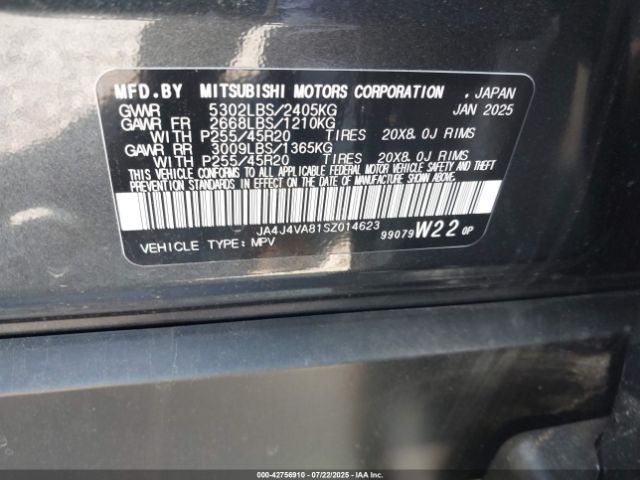 MFD.BY MITSUBISHI MOTORS CORPORATION , JAPAN
GVWR 5302LBS/2405KG JAN 2025
GAWR FR 2668LBS/1210KG
WITH P255/45R20 TIRES 20X8.0J RIMS
GAWR RR 3009LBS/1365KG
WITH P255/45R20 TIRES 20X8.0J RIMS
THIS VEHICLE CONFORMS TO ALL APPLICABLE FEDERAL MOTOR VEHICLE SAFETY AND THEFT
PREVENTION STANDARDS IN EFFECT ON THE DATE OF MANUFACTURE SHOWN ABOVE.
JA4J4VA81SZ014623
VEHICLE TYPE: MPV 99079 W22 0P
000-42756910 - 07/22/2025 - IAAI.COM